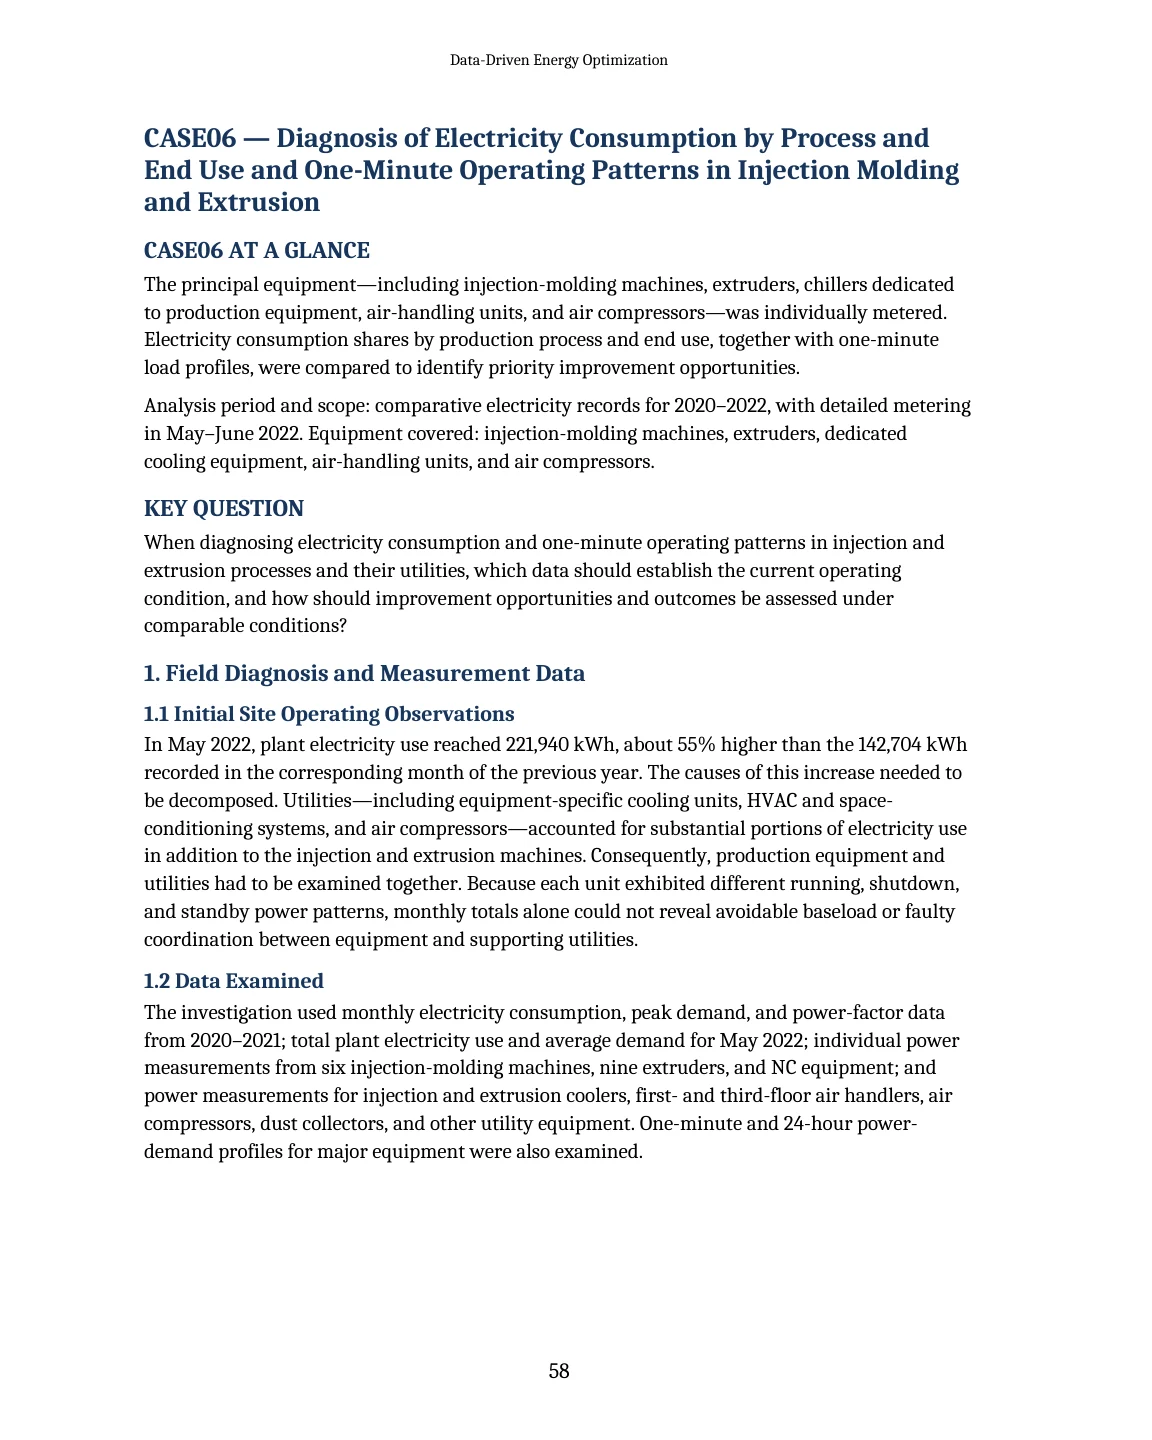 Data-Driven Energy Optimization
CASE06 — Diagnosis of Electricity Consumption by Process and
End Use and One-Minute Operating Patterns in Injection Molding
and Extrusion
CASE06 AT A GLANCE
The principal equipment—including injection-molding machines, extruders, chillers dedicated
to production equipment, air-handling units, and air compressors—was individually metered.
Electricity consumption shares by production process and end use, together with one-minute
load profiles, were compared to identify priority improvement opportunities.
Analysis period and scope: comparative electricity records for 2020–2022, with detailed metering
in May–June 2022. Equipment covered: injection-molding machines, extruders, dedicated
cooling equipment, air-handling units, and air compressors.
KEY QUESTION
When diagnosing electricity consumption and one-minute operating patterns in injection and
extrusion processes and their utilities, which data should establish the current operating
condition, and how should improvement opportunities and outcomes be assessed under
comparable conditions?
1. Field Diagnosis and Measurement Data
1.1 Initial Site Operating Observations
In May 2022, plant electricity use reached 221,940 kWh, about 55% higher than the 142,704 kWh
recorded in the corresponding month of the previous year. The causes of this increase needed to
be decomposed. Utilities—including equipment-specific cooling units, HVAC and space-
conditioning systems, and air compressors—accounted for substantial portions of electricity use
in addition to the injection and extrusion machines. Consequently, production equipment and
utilities had to be examined together. Because each unit exhibited different running, shutdown,
and standby power patterns, monthly totals alone could not reveal avoidable baseload or faulty
coordination between equipment and supporting utilities.
1.2 Data Examined
The investigation used monthly electricity consumption, peak demand, and power-factor data
from 2020–2021; total plant electricity use and average demand for May 2022; individual power
measurements from six injection-molding machines, nine extruders, and NC equipment; and
power measurements for injection and extrusion coolers, first- and third-floor air handlers, air
compressors, dust collectors, and other utility equipment. One-minute and 24-hour power-
demand profiles for major equipment were also examined.
58